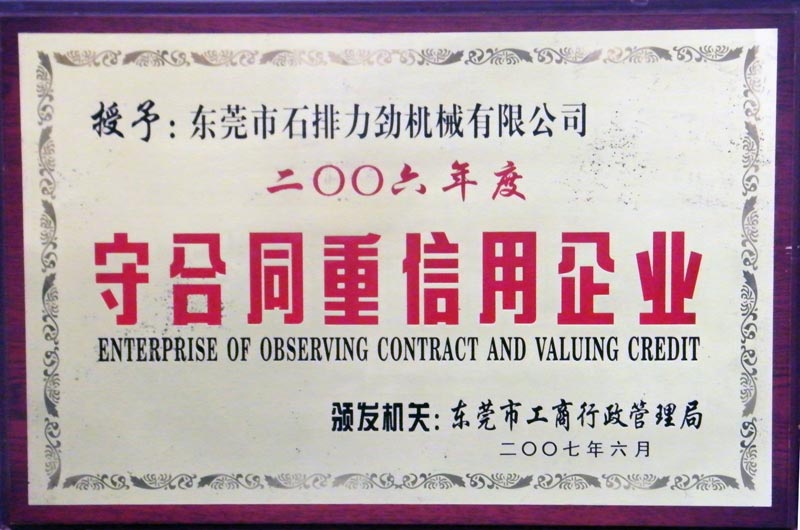 授予：东莞市石排力劲机械有限公司
二〇〇六年度
守合同重信用企业
ENTERPRISE OF OBSERVING CONTRACT AND VALUING CREDIT
颁发机关：东莞市工商行政管理局
二〇〇七年六月